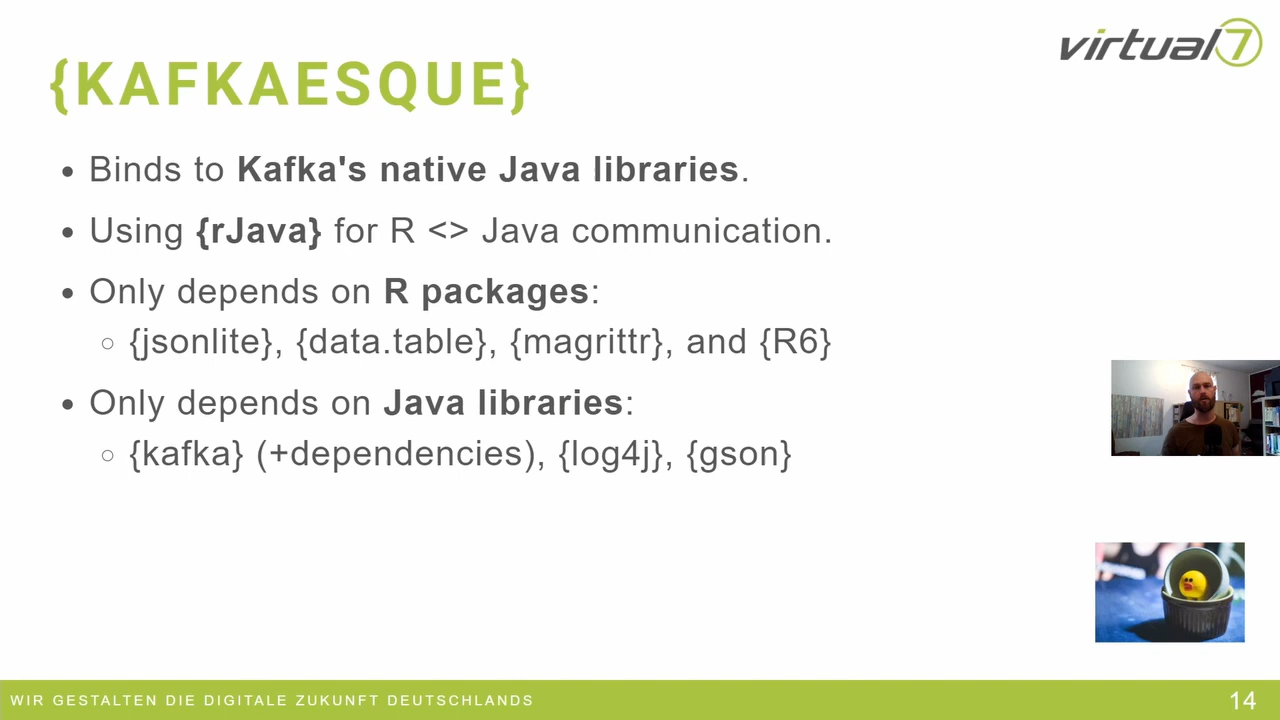 virtual7
{KAFKAESQUE}
• Binds to Kafka's native Java libraries.
• Using {rJava} for R <> Java communication.
• Only depends on R packages:
○ {jsonlite}, {data.table}, {magrittr}, and {R6}
• Only depends on Java libraries:
○ {kafka} (+dependencies), {log4j}, {gson}
WIR GESTALTEN DIE DIGITALE ZUKUNFT DEUTSCHLANDS
14